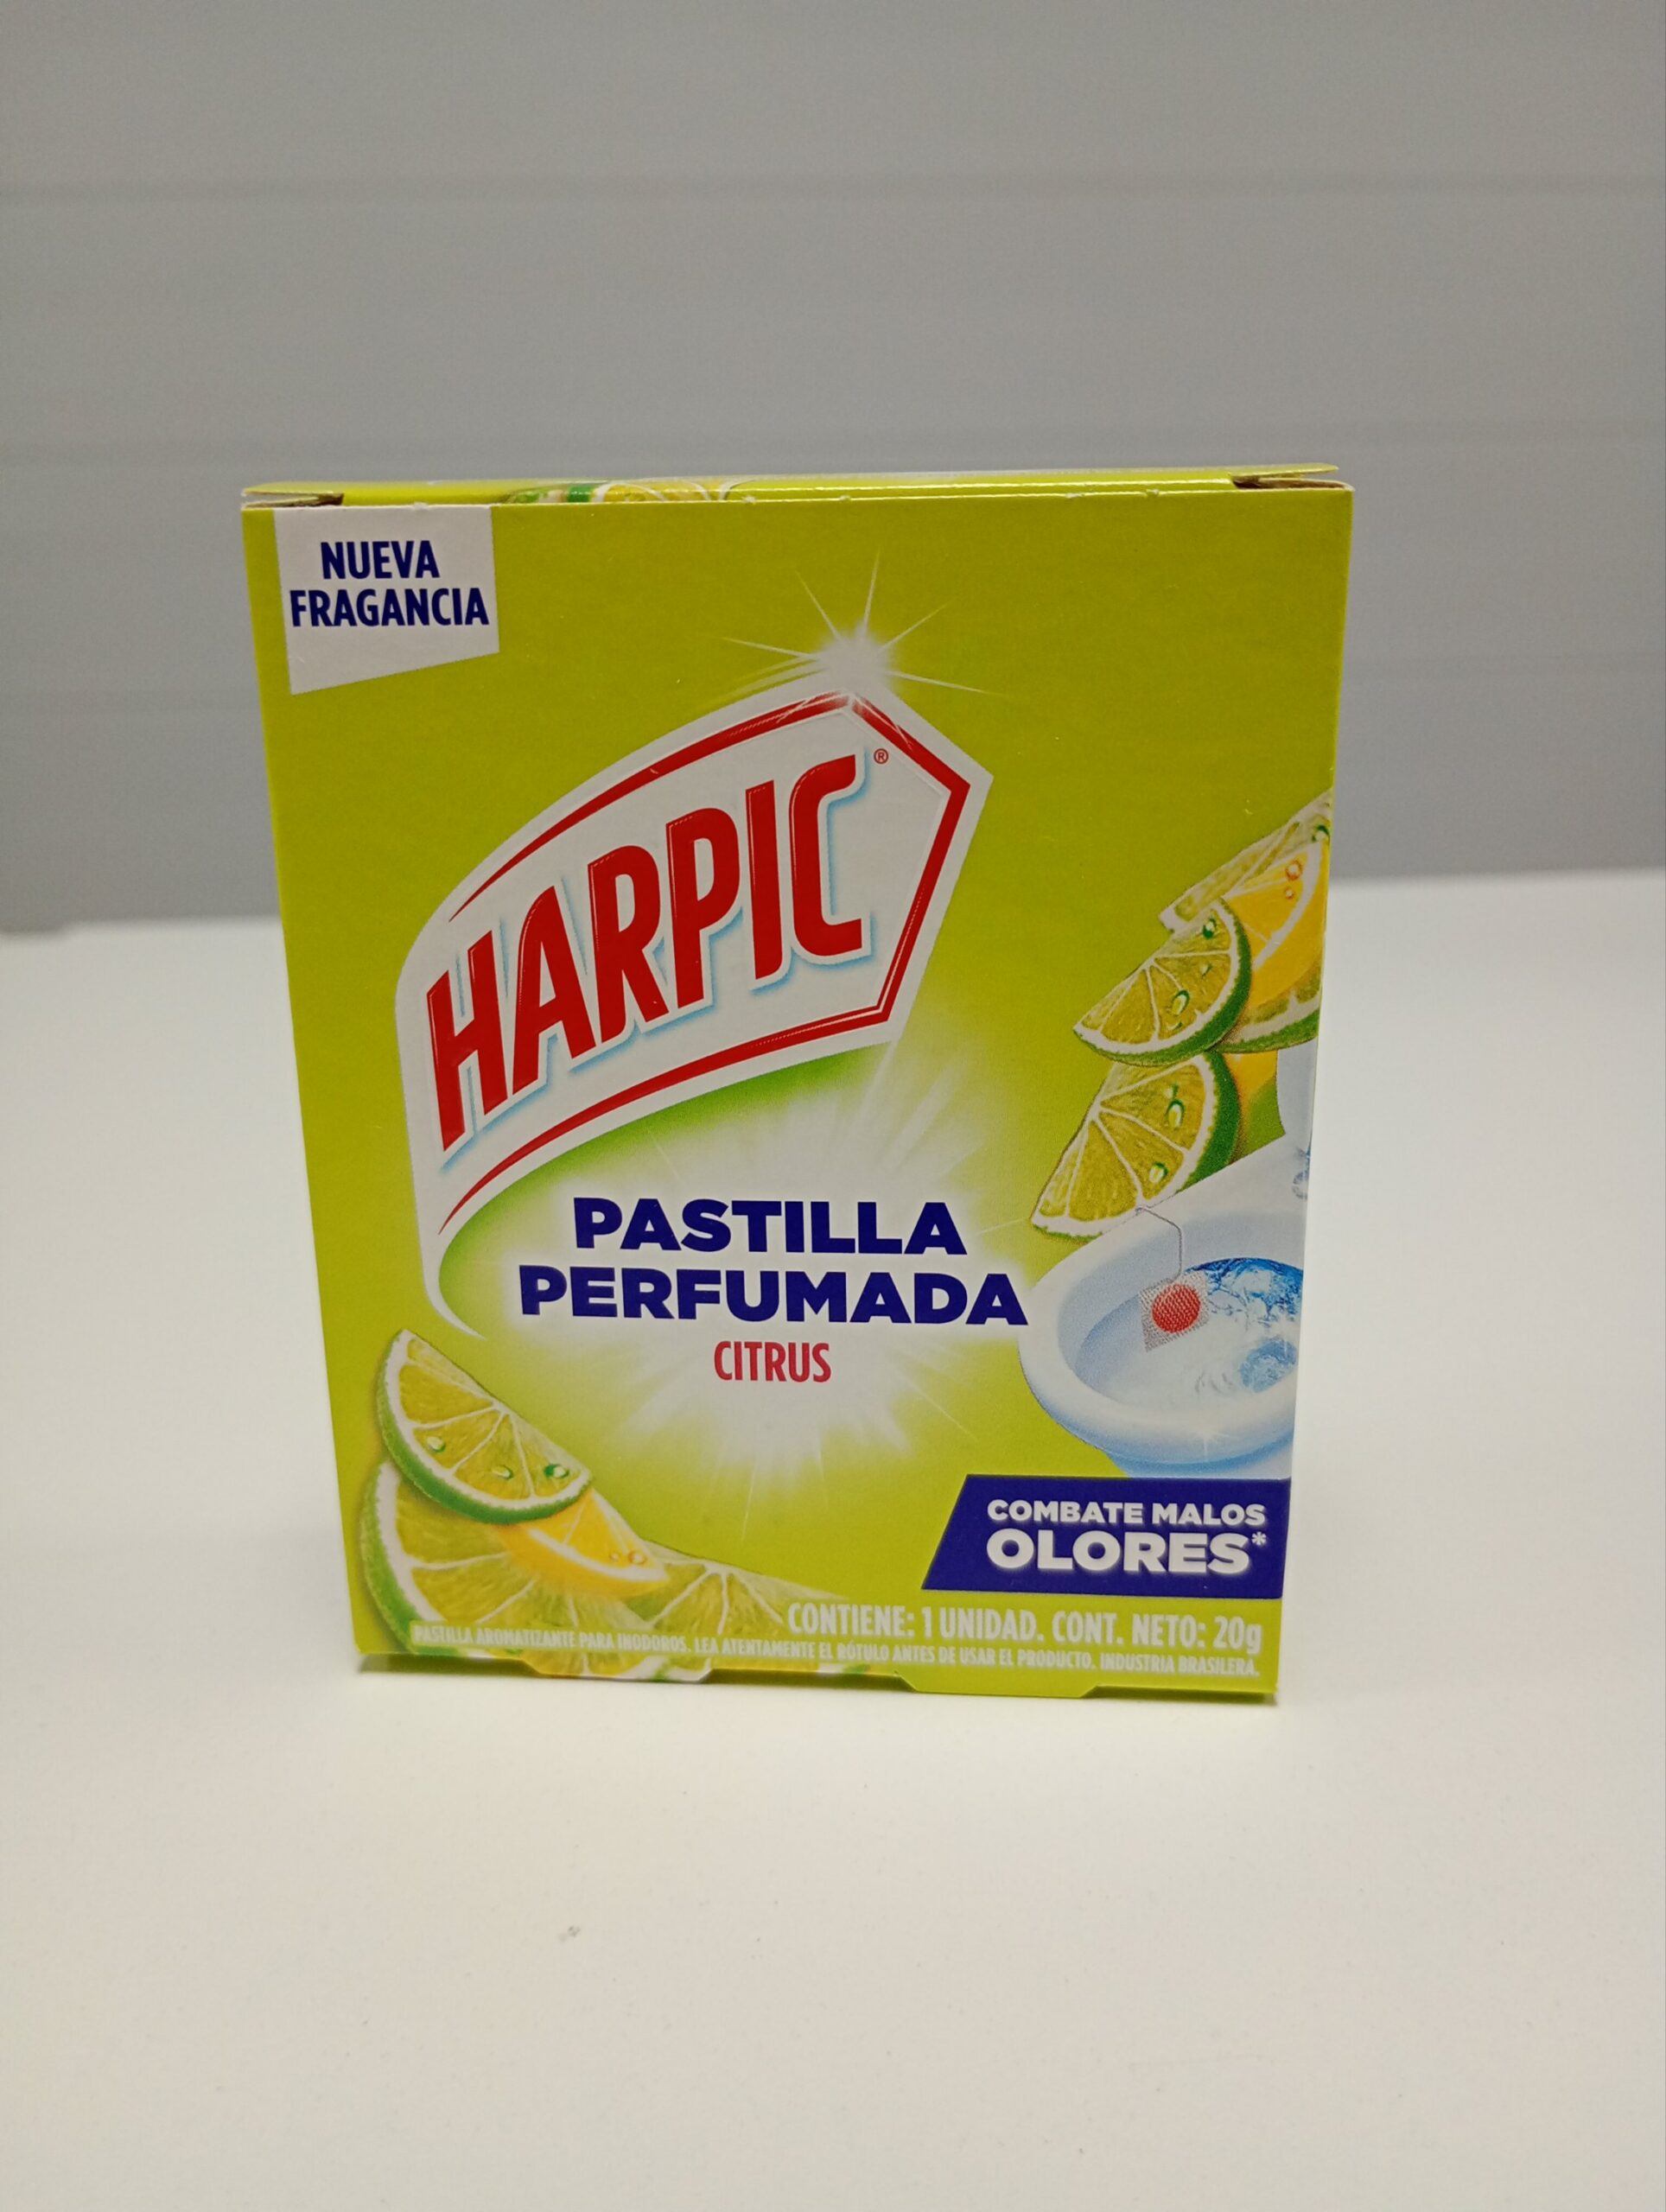 NUEVA
FRAGANCIA
HARPIC®
PASTILLA
PERFUMADA
CITRUS
COMBATE MALOS
OLORES*
CONTIENE: 1 UNIDAD. CONT. NETO: 20g
PASTILLA AROMATIZANTE PARA INODOROS. LEA ATENTAMENTE EL RÓTULO ANTES DE USAR EL PRODUCTO. INDUSTRIA BRASILERA.